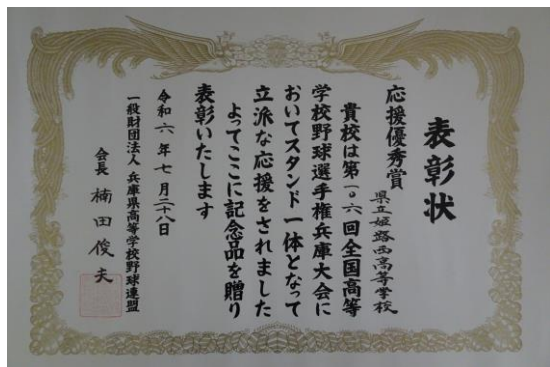 表彰状
応援優秀賞
県立姫路西高等学校
貴校は第一〇六回全国高等
学校野球選手権兵庫大会に
おいてスタンド一体となって
立派な応援をされました
よってここに記念品を贈り
表彰いたします
令和六年七月二十八日
一般財団法人 兵庫県高等学校野球連盟
会長 楠田俊夫